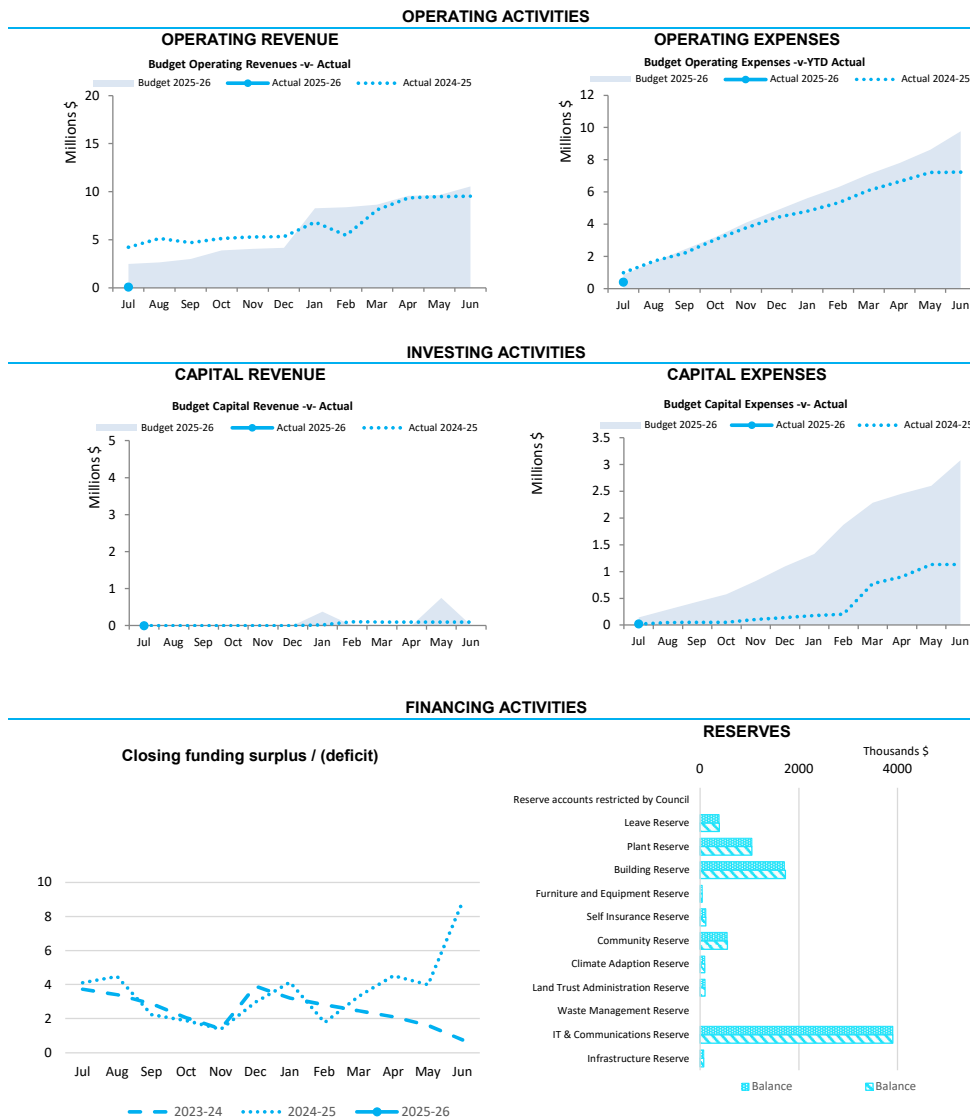 OPERATING ACTIVITIES
OPERATING REVENUE
Budget Operating Revenues -v- Actual
Budget 2025-26 Actual 2025-26 Actual 2024-25
Millions $
20
15
10
5
0
Jul Aug Sep Oct Nov Dec Jan Feb Mar Apr May Jun
OPERATING EXPENSES
Budget Operating Expenses -v-YTD Actual
Budget 2025-26 Actual 2025-26 Actual 2024-25
Millions $
12
10
8
6
4
2
0
Jul Aug Sep Oct Nov Dec Jan Feb Mar Apr May Jun
INVESTING ACTIVITIES
CAPITAL REVENUE
Budget Capital Revenue -v- Actual
Budget 2025-26 Actual 2025-26 Actual 2024-25
Millions $
5
4
3
2
1
0
Jul Aug Sep Oct Nov Dec Jan Feb Mar Apr May Jun
CAPITAL EXPENSES
Budget Capital Expenses -v- Actual
Budget 2025-26 Actual 2025-26 Actual 2024-25
Millions $
3.5
3
2.5
2
1.5
1
0.5
0
Jul Aug Sep Oct Nov Dec Jan Feb Mar Apr May Jun
FINANCING ACTIVITIES
Closing funding surplus / (deficit)
10
8
6
4
2
0
Jul Aug Sep Oct Nov Dec Jan Feb Mar Apr May Jun
2023-24 2024-25 2025-26
RESERVES
Thousands $
0 2000 4000
Reserve accounts restricted by Council
Leave Reserve
Plant Reserve
Building Reserve
Furniture and Equipment Reserve
Self Insurance Reserve
Community Reserve
Climate Adaption Reserve
Land Trust Administration Reserve
Waste Management Reserve
IT & Communications Reserve
Infrastructure Reserve
Balance Balance